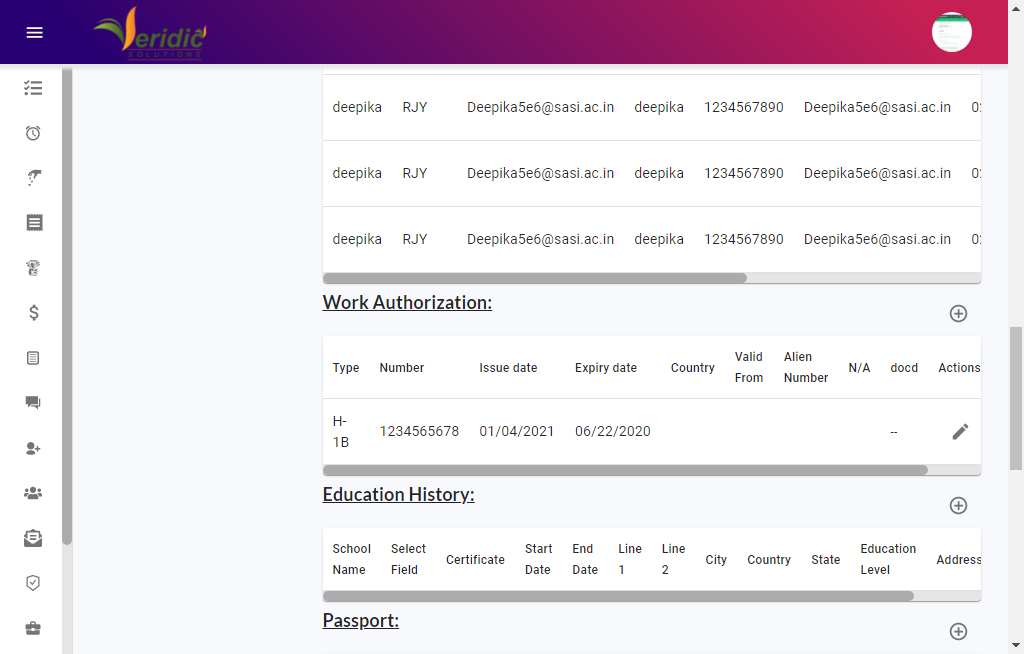 Veridic
SOLUTIONS
deepika RJY Deepika5e6@sasi.ac.in deepika 1234567890 Deepika5e6@sasi.ac.in
deepika RJY Deepika5e6@sasi.ac.in deepika 1234567890 Deepika5e6@sasi.ac.in
deepika RJY Deepika5e6@sasi.ac.in deepika 1234567890 Deepika5e6@sasi.ac.in
Work Authorization:
Type Number Issue date Expiry date Country Valid From Alien Number N/A docd Actions
H-1B 1234565678 01/04/2021 06/22/2020 --
Education History:
School Name Select Field Certificate Start Date End Date Line 1 Line 2 City Country State Education Level Address
Passport: